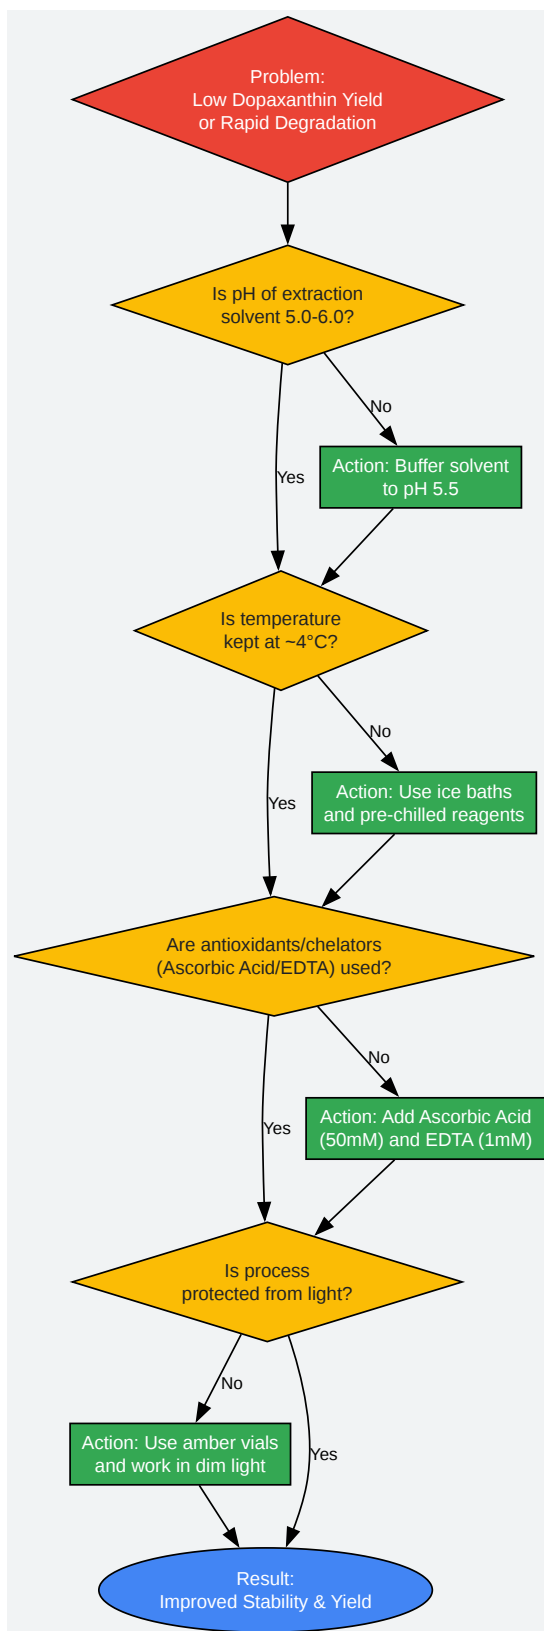 Problem:
Low Dopaxanthin Yield
or Rapid Degradation
Is pH of extraction
solvent 5.0-6.0?
No
Action: Buffer solvent
to pH 5.5
Yes
Is temperature
kept at ~4°C?
No
Action: Use ice baths
and pre-chilled reagents
Yes
Are antioxidants/chelators
(Ascorbic Acid/EDTA) used?
No
Action: Add Ascorbic Acid
(50mM) and EDTA (1mM)
Yes
Is process
protected from light?
No
Action: Use amber vials
and work in dim light
Yes
Result:
Improved Stability & Yield